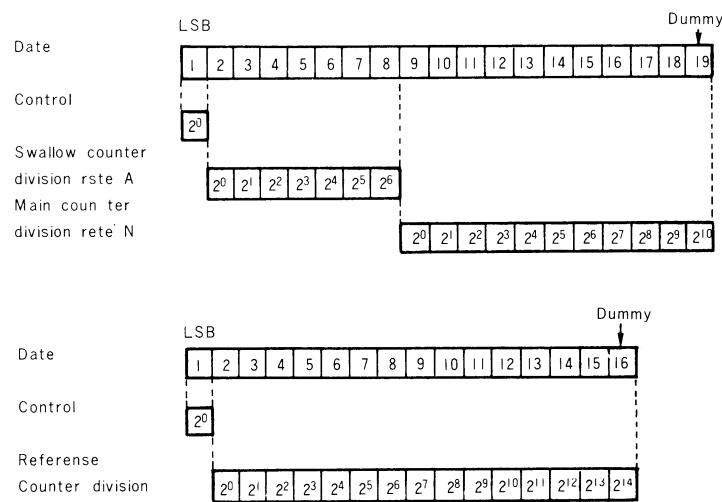 LSB
Dummy
Date
1 2 3 4 5 6 7 8 9 10 11 12 13 14 15 16 17 18 19
Control
2⁰
Swallow counter
division rste A
2⁰ 2¹ 2² 2³ 2⁴ 2⁵ 2⁶
Main coun ter
division rete N
2⁰ 2¹ 2² 2³ 2⁴ 2⁵ 2⁶ 2⁷ 2⁸ 2⁹ 2¹⁰
LSB
Dummy
Date
1 2 3 4 5 6 7 8 9 10 11 12 13 14 15 16
Control
2⁰
Referense
Counter division
2⁰ 2¹ 2² 2³ 2⁴ 2⁵ 2⁶ 2⁷ 2⁸ 2⁹ 2¹⁰ 2¹¹ 2¹² 2¹³ 2¹⁴